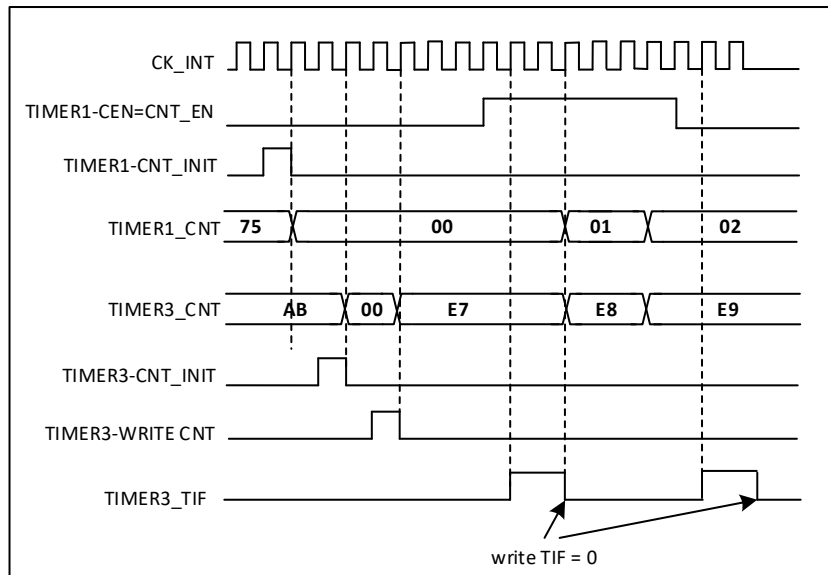 CK_INT
TIMER1-CEN=CNT_EN
TIMER1-CNT_INIT
TIMER1_CNT 75 00 01 02
TIMER3_CNT AB 00 E7 E8 E9
TIMER3-CNT_INIT
TIMER3-WRITE CNT
TIMER3_TIF
write TIF = 0